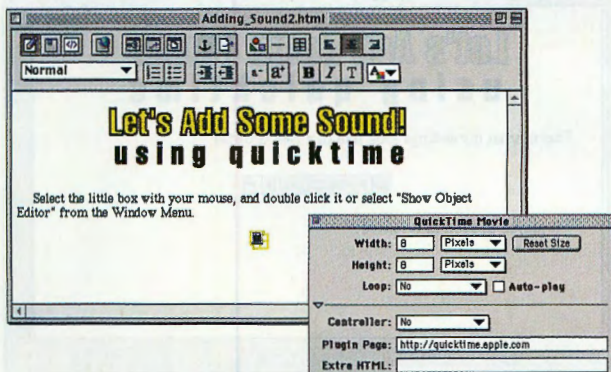 Adding_Sound2.html
Normal
a- a+ B I T A
Let's Add Some Sound!
using quicktime
Select the little box with your mouse, and double click it or select "Show Object
Editor" from the Window Menu.
QuickTime Movie
Width: 8 Pixels Reset Size
Height: 8 Pixels
Loop: No Auto-play
Controller: No
Plugin Page: http://quicktime.apple.com
Extra HTML: